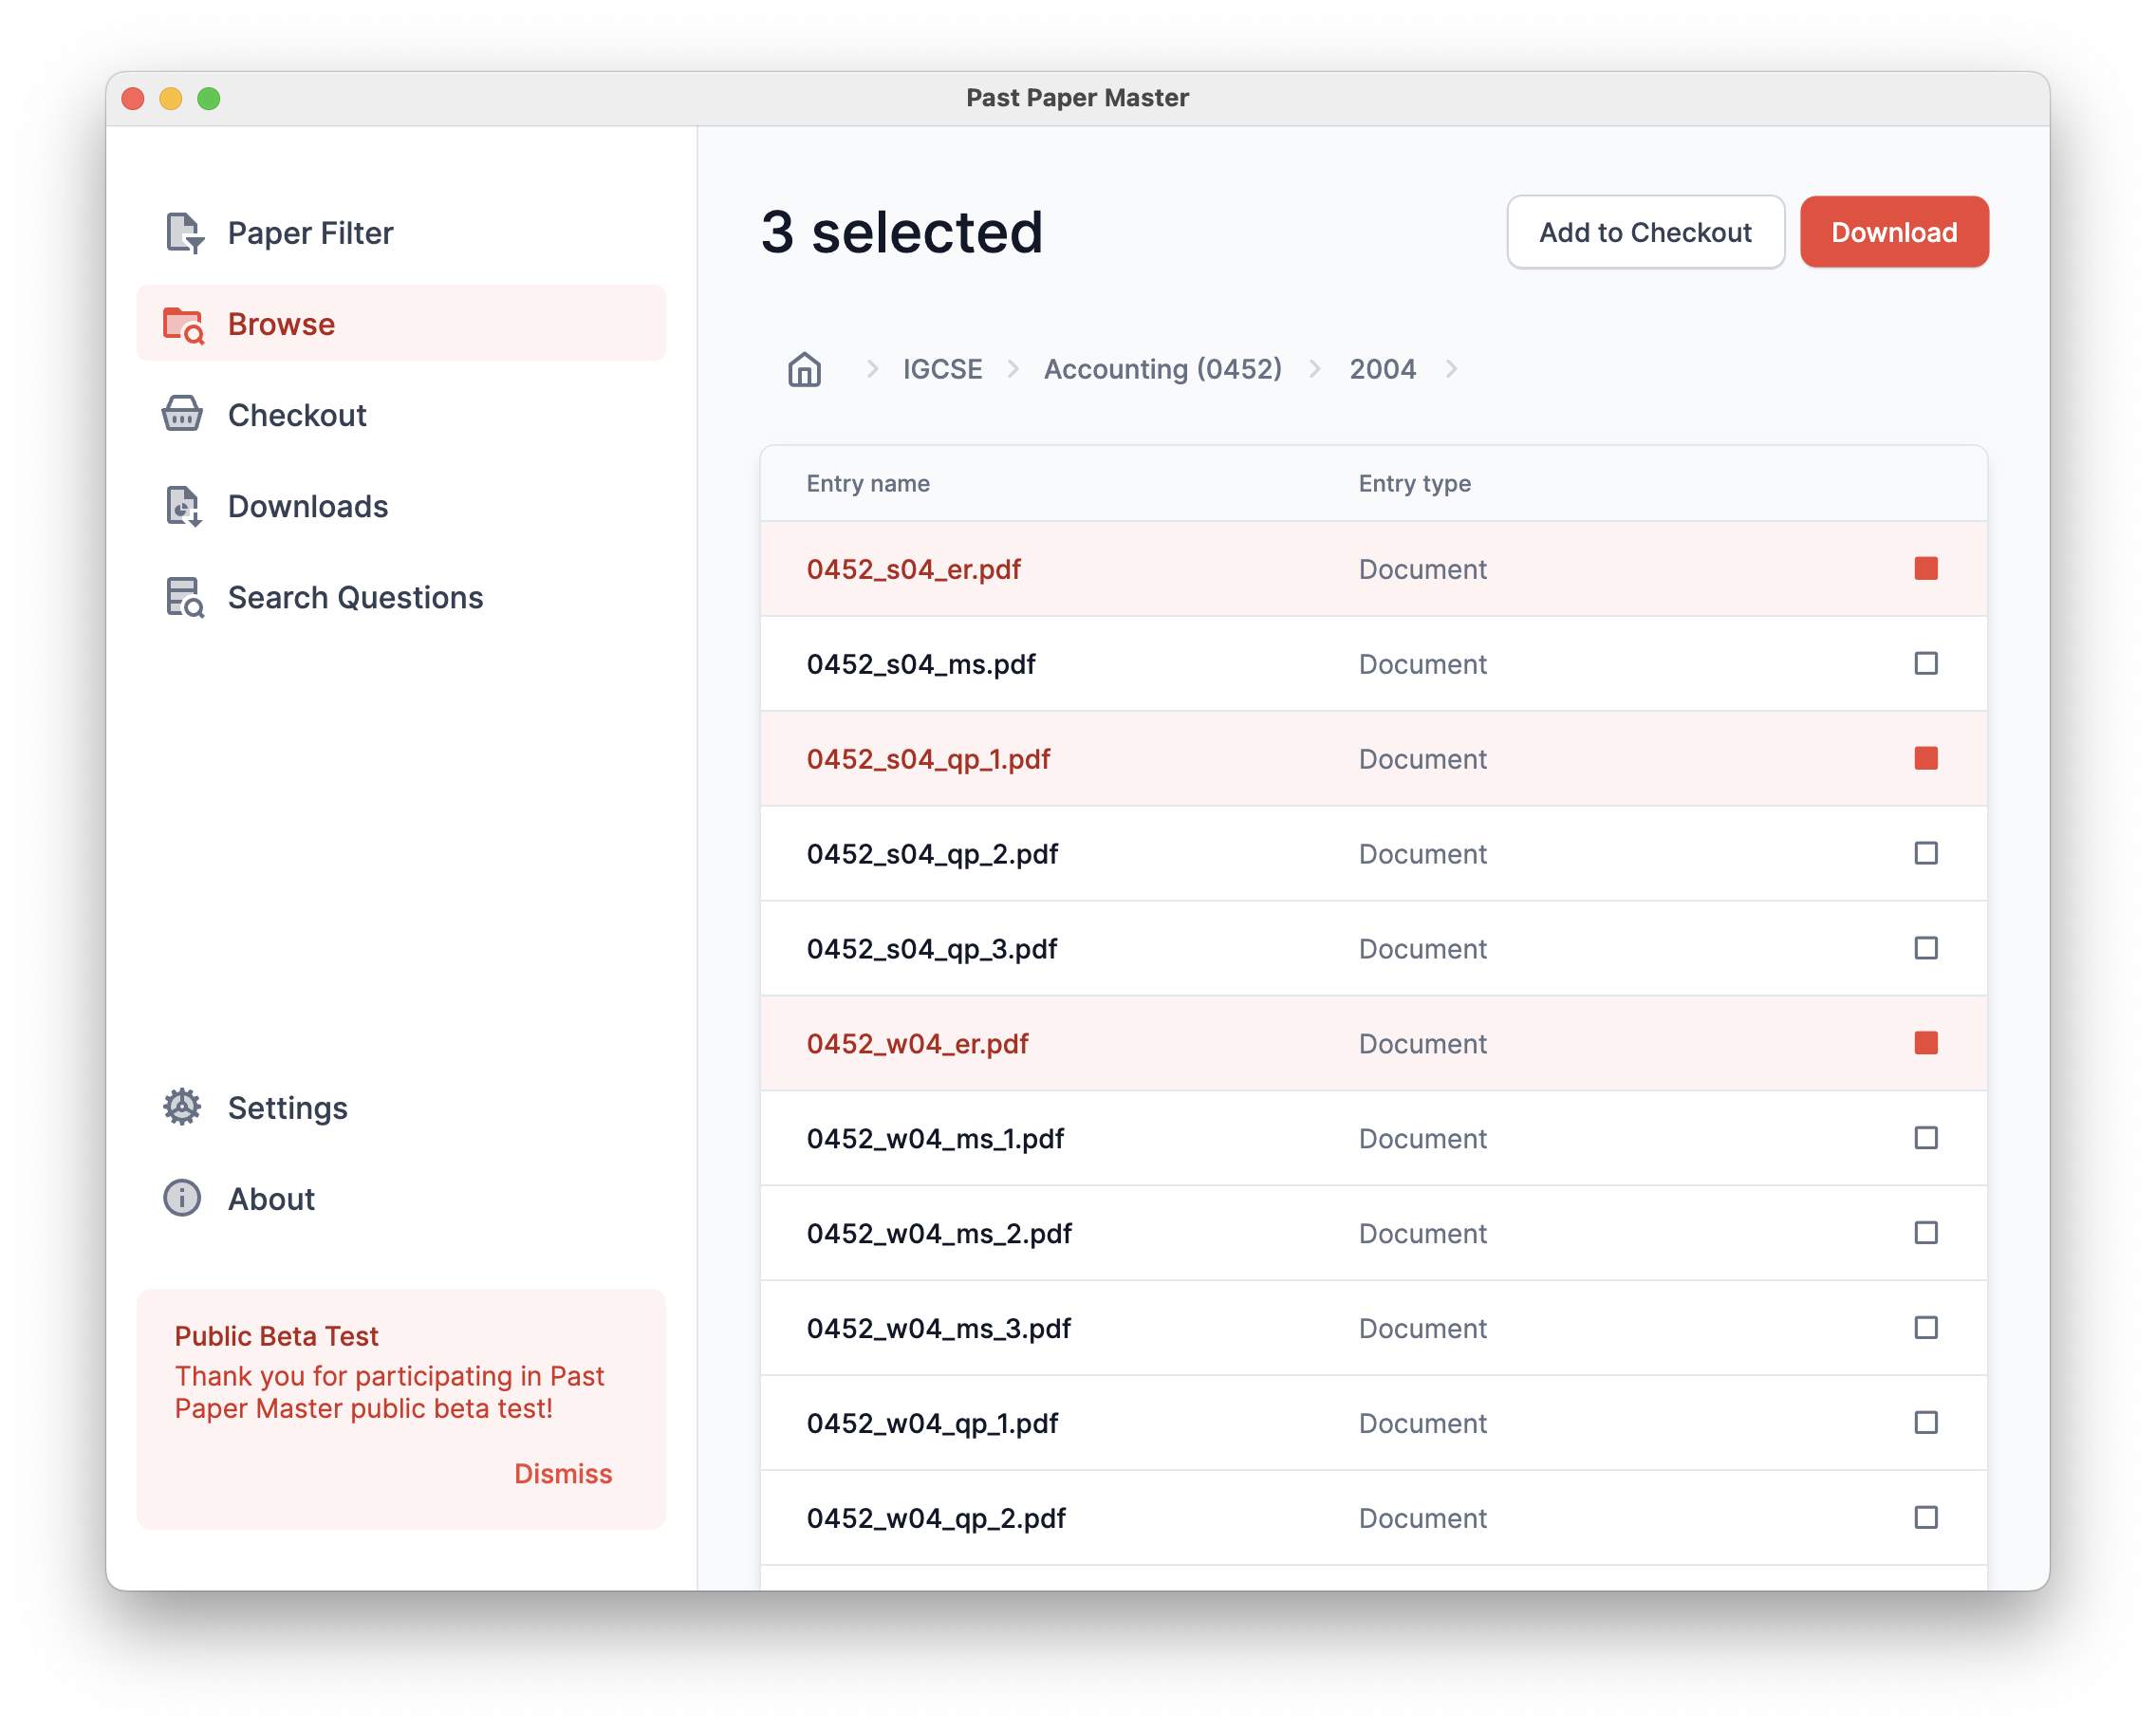 Past Paper Master
Paper Filter
Browse
Checkout
Downloads
Search Questions
Settings
About
Public Beta Test
Thank you for participating in Past
Paper Master public beta test!
Dismiss
3 selected
Add to Checkout
Download
IGCSE
Accounting (0452)
2004
Entry name Entry type
0452_s04_er.pdf Document
0452_s04_ms.pdf Document
0452_s04_qp_1.pdf Document
0452_s04_qp_2.pdf Document
0452_s04_qp_3.pdf Document
0452_w04_er.pdf Document
0452_w04_ms_1.pdf Document
0452_w04_ms_2.pdf Document
0452_w04_ms_3.pdf Document
0452_w04_qp_1.pdf Document
0452_w04_qp_2.pdf Document